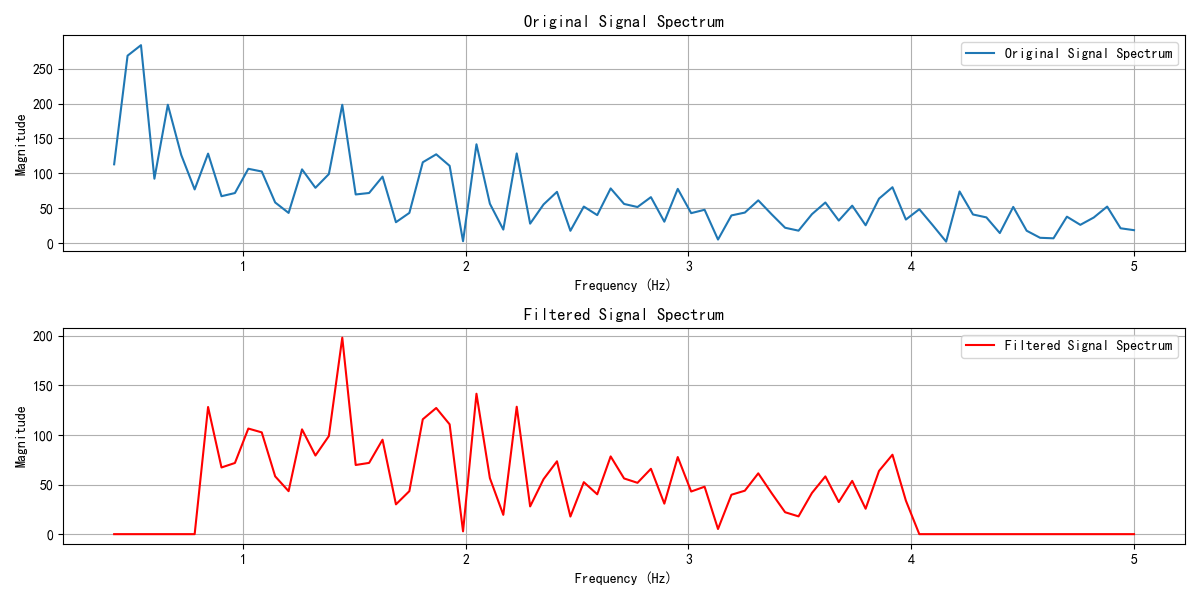 Original Signal Spectrum
Original Signal Spectrum
250
200
150
100
50
0
Magnitude
1
2
3
4
5
Frequency (Hz)
Filtered Signal Spectrum
Filtered Signal Spectrum
200
150
100
50
0
Magnitude
1
2
3
4
5
Frequency (Hz)